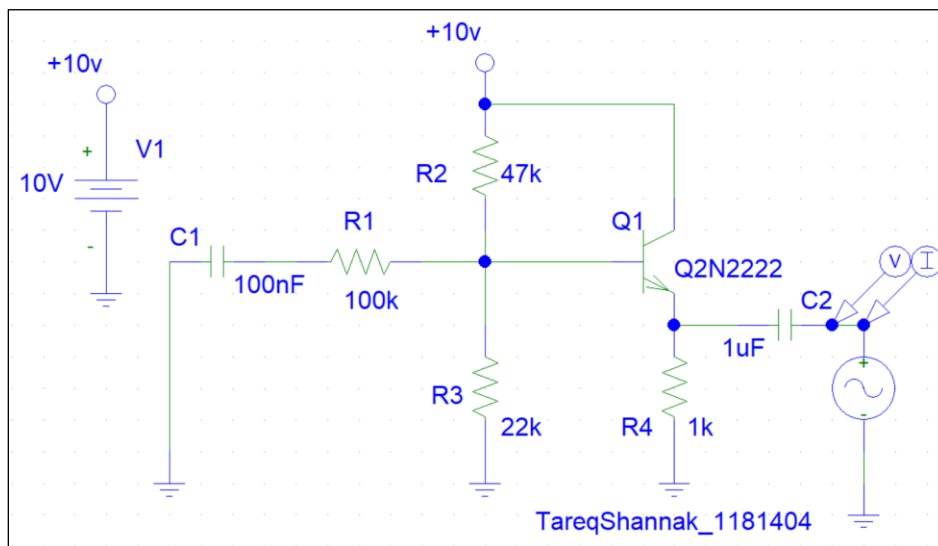 +10v
+10v
+
V1
10V
-
R2
47k
R1
Q1
C1
100nF
100k
Q2N2222
V
I
C2
1uF
+
-
R3
22k
R4
1k
TareqShannak_1181404